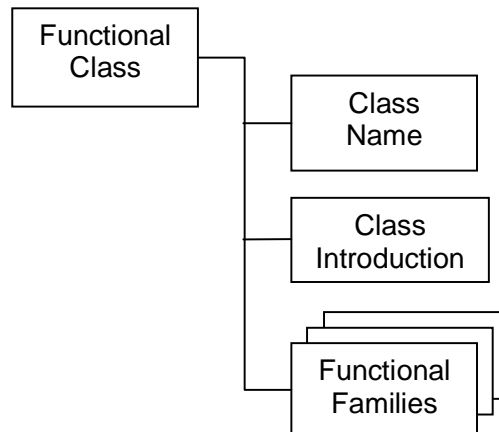 Functional
Class
Class
Name
Class
Introduction
Functional
Families